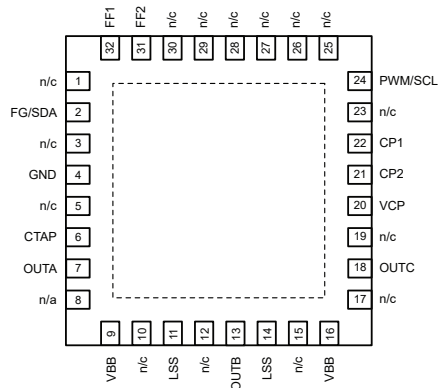 FF1 FF2 n/c n/c n/c n/c n/c n/c
32 31 30 29 28 27 26 25
n/c 1
FG/SDA 2
n/c 3
GND 4
n/c 5
CTAP 6
OUTA 7
n/a 8
24 PWM/SCL
23 n/c
22 CP1
21 CP2
20 VCP
19 n/c
18 OUTC
17 n/c
9 10 11 12 13 14 15 16
VBB n/c LSS n/c OUTB LSS n/c VBB